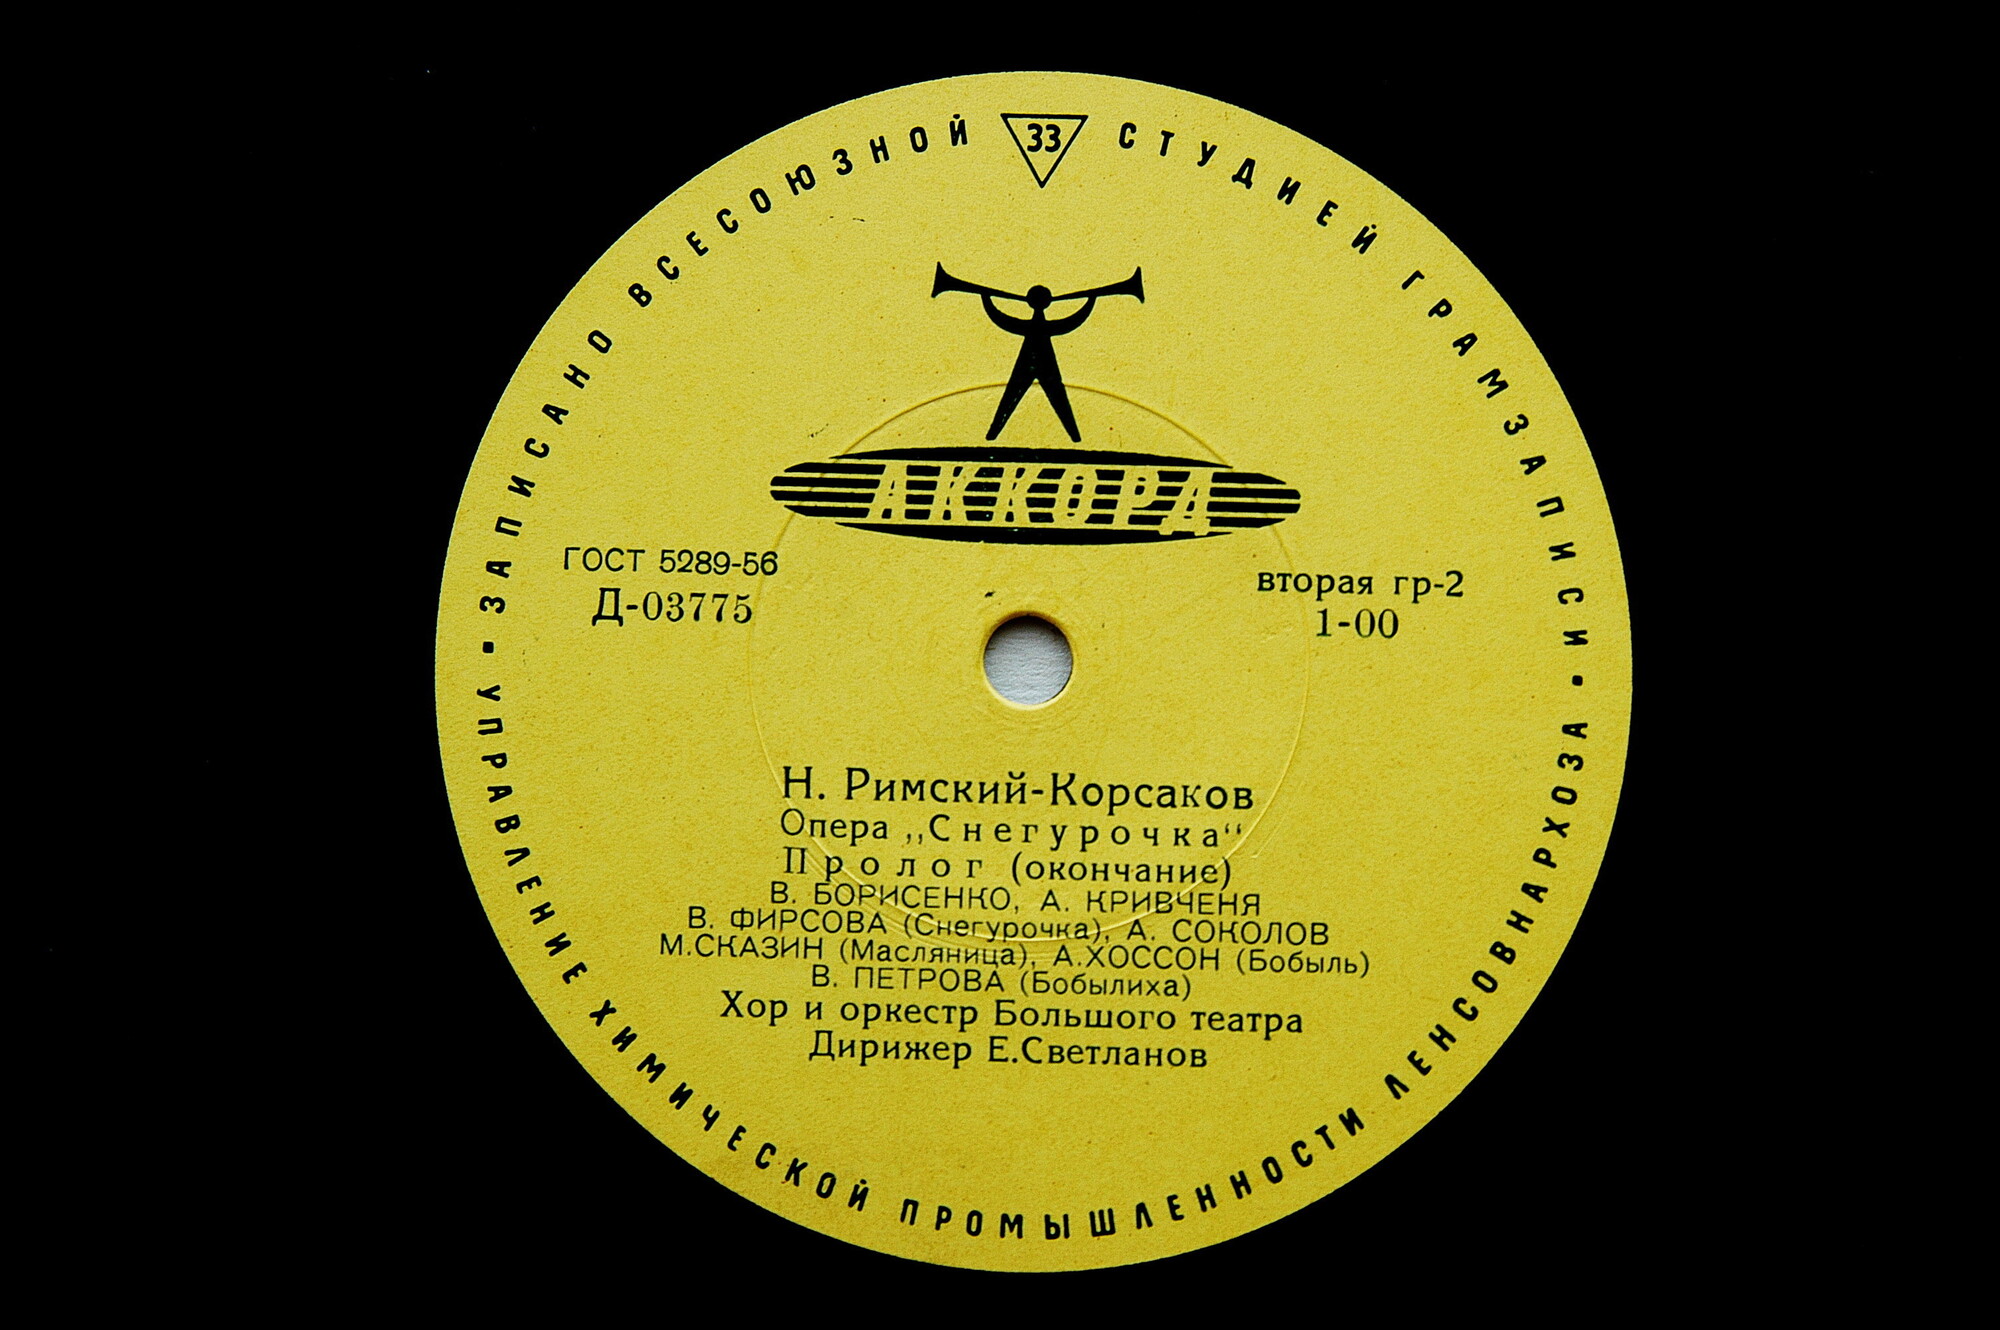 ЗАПИСАНО ВСЕСОЮЗНОЙ 33 СТУДИЕЙ ГРАМЗАПИСИ
АККОРД
ГОСТ 5289-56
Д-03775
вторая гр-2
1-00
Н. Римский-Корсаков
Опера „Снегурочка“
Пролог (окончание)
В. БОРИСЕНКО, А. КРИВЧЕНЯ
В. ФИРСОВА (Снегурочка), А. СОКОЛОВ
М.СКАЗИН (Масляница), А.ХОССОН (Бобыль)
В. ПЕТРОВА (Бобылиха)
Хор и оркестр Большого театра
Дирижер Е.Светланов
УПРАВЛЕНИЕ ХИМИЧЕСКОЙ ПРОМЫШЛЕННОСТИ ЛЕНСОВНАРХОЗА